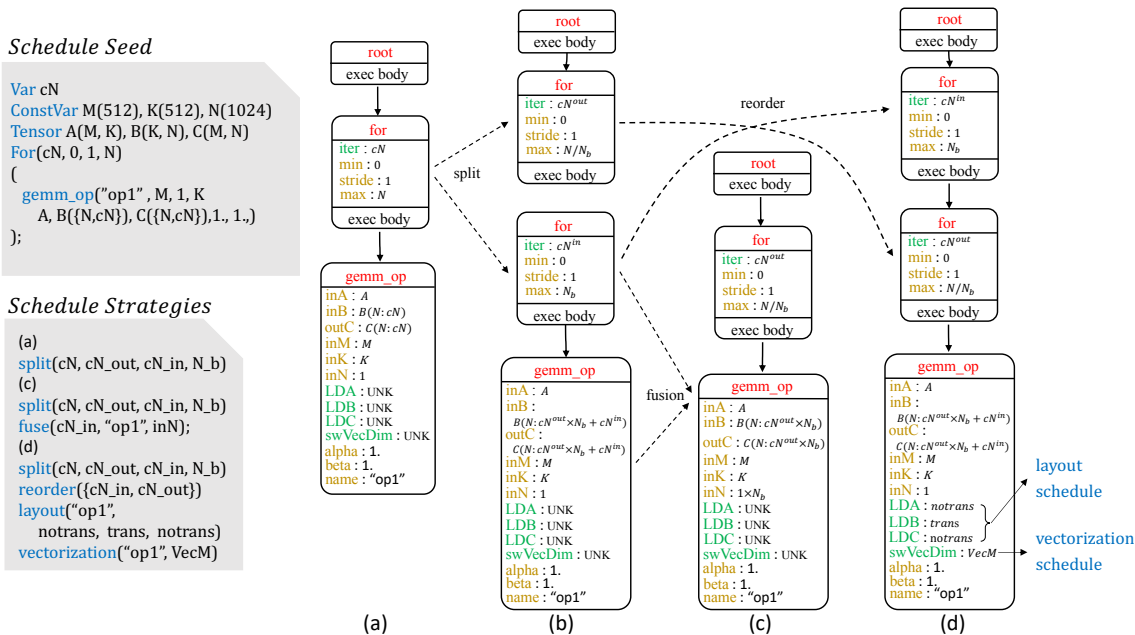 Schedule Seed
Var cN
ConstVar M(512), K(512), N(1024)
Tensor A(M, K), B(K, N), C(M, N)
For(cN, 0, 1, N)
(
gemm_op("op1" , M, 1, K
A, B({N,cN}), C({N,cN}),1., 1.,)
);
Schedule Strategies
(a)
split(cN, cN_out, cN_in, N_b)
(c)
split(cN, cN_out, cN_in, N_b)
fuse(cN_in, "op1", inN);
(d)
split(cN, cN_out, cN_in, N_b)
reorder({cN_in, cN_out})
layout("op1",
notrans, trans, notrans)
vectorization("op1", VecM)
root
exec body
for
iter : cN
min : 0
stride : 1
max : N
exec body
gemm_op
inA : A
inB : B(N: cN)
outC : C(N: cN)
inM : M
inK : K
inN : 1
LDA : UNK
LDB : UNK
LDC : UNK
swVecDim : UNK
alpha : 1.
beta : 1.
name : "op1"
(a)
split
root
exec body
for
iter : cN^out
min : 0
stride : 1
max : N/N_b
exec body
for
iter : cN^in
min : 0
stride : 1
max : N_b
exec body
gemm_op
inA : A
inB :
B(N: cN^out × N_b + cN^in)
outC :
C(N: cN^out × N_b + cN^in)
inM : M
inK : K
inN : 1
LDA : UNK
LDB : UNK
LDC : UNK
swVecDim : UNK
alpha : 1.
beta : 1.
name : "op1"
(b)
reorder
fusion
root
exec body
for
iter : cN^out
min : 0
stride : 1
max : N/N_b
exec body
gemm_op
inA : A
inB : B(N: cN^out × N_b)
outC : C(N: cN^out × N_b)
inM : M
inK : K
inN : 1×N_b
LDA : UNK
LDB : UNK
LDC : UNK
swVecDim : UNK
alpha : 1.
beta : 1.
name : "op1"
(c)
root
exec body
for
iter : cN^in
min : 0
stride : 1
max : N_b
exec body
for
iter : cN^out
min : 0
stride : 1
max : N/N_b
exec body
gemm_op
inA : A
inB :
B(N: cN^out × N_b + cN^in)
outC :
C(N: cN^out × N_b + cN^in)
inM : M
inK : K
inN : 1
LDA : notrans
LDB : trans
LDC : notrans
swVecDim : VecM
alpha : 1.
beta : 1.
name : "op1"
(d)
layout
schedule
vectorization
schedule